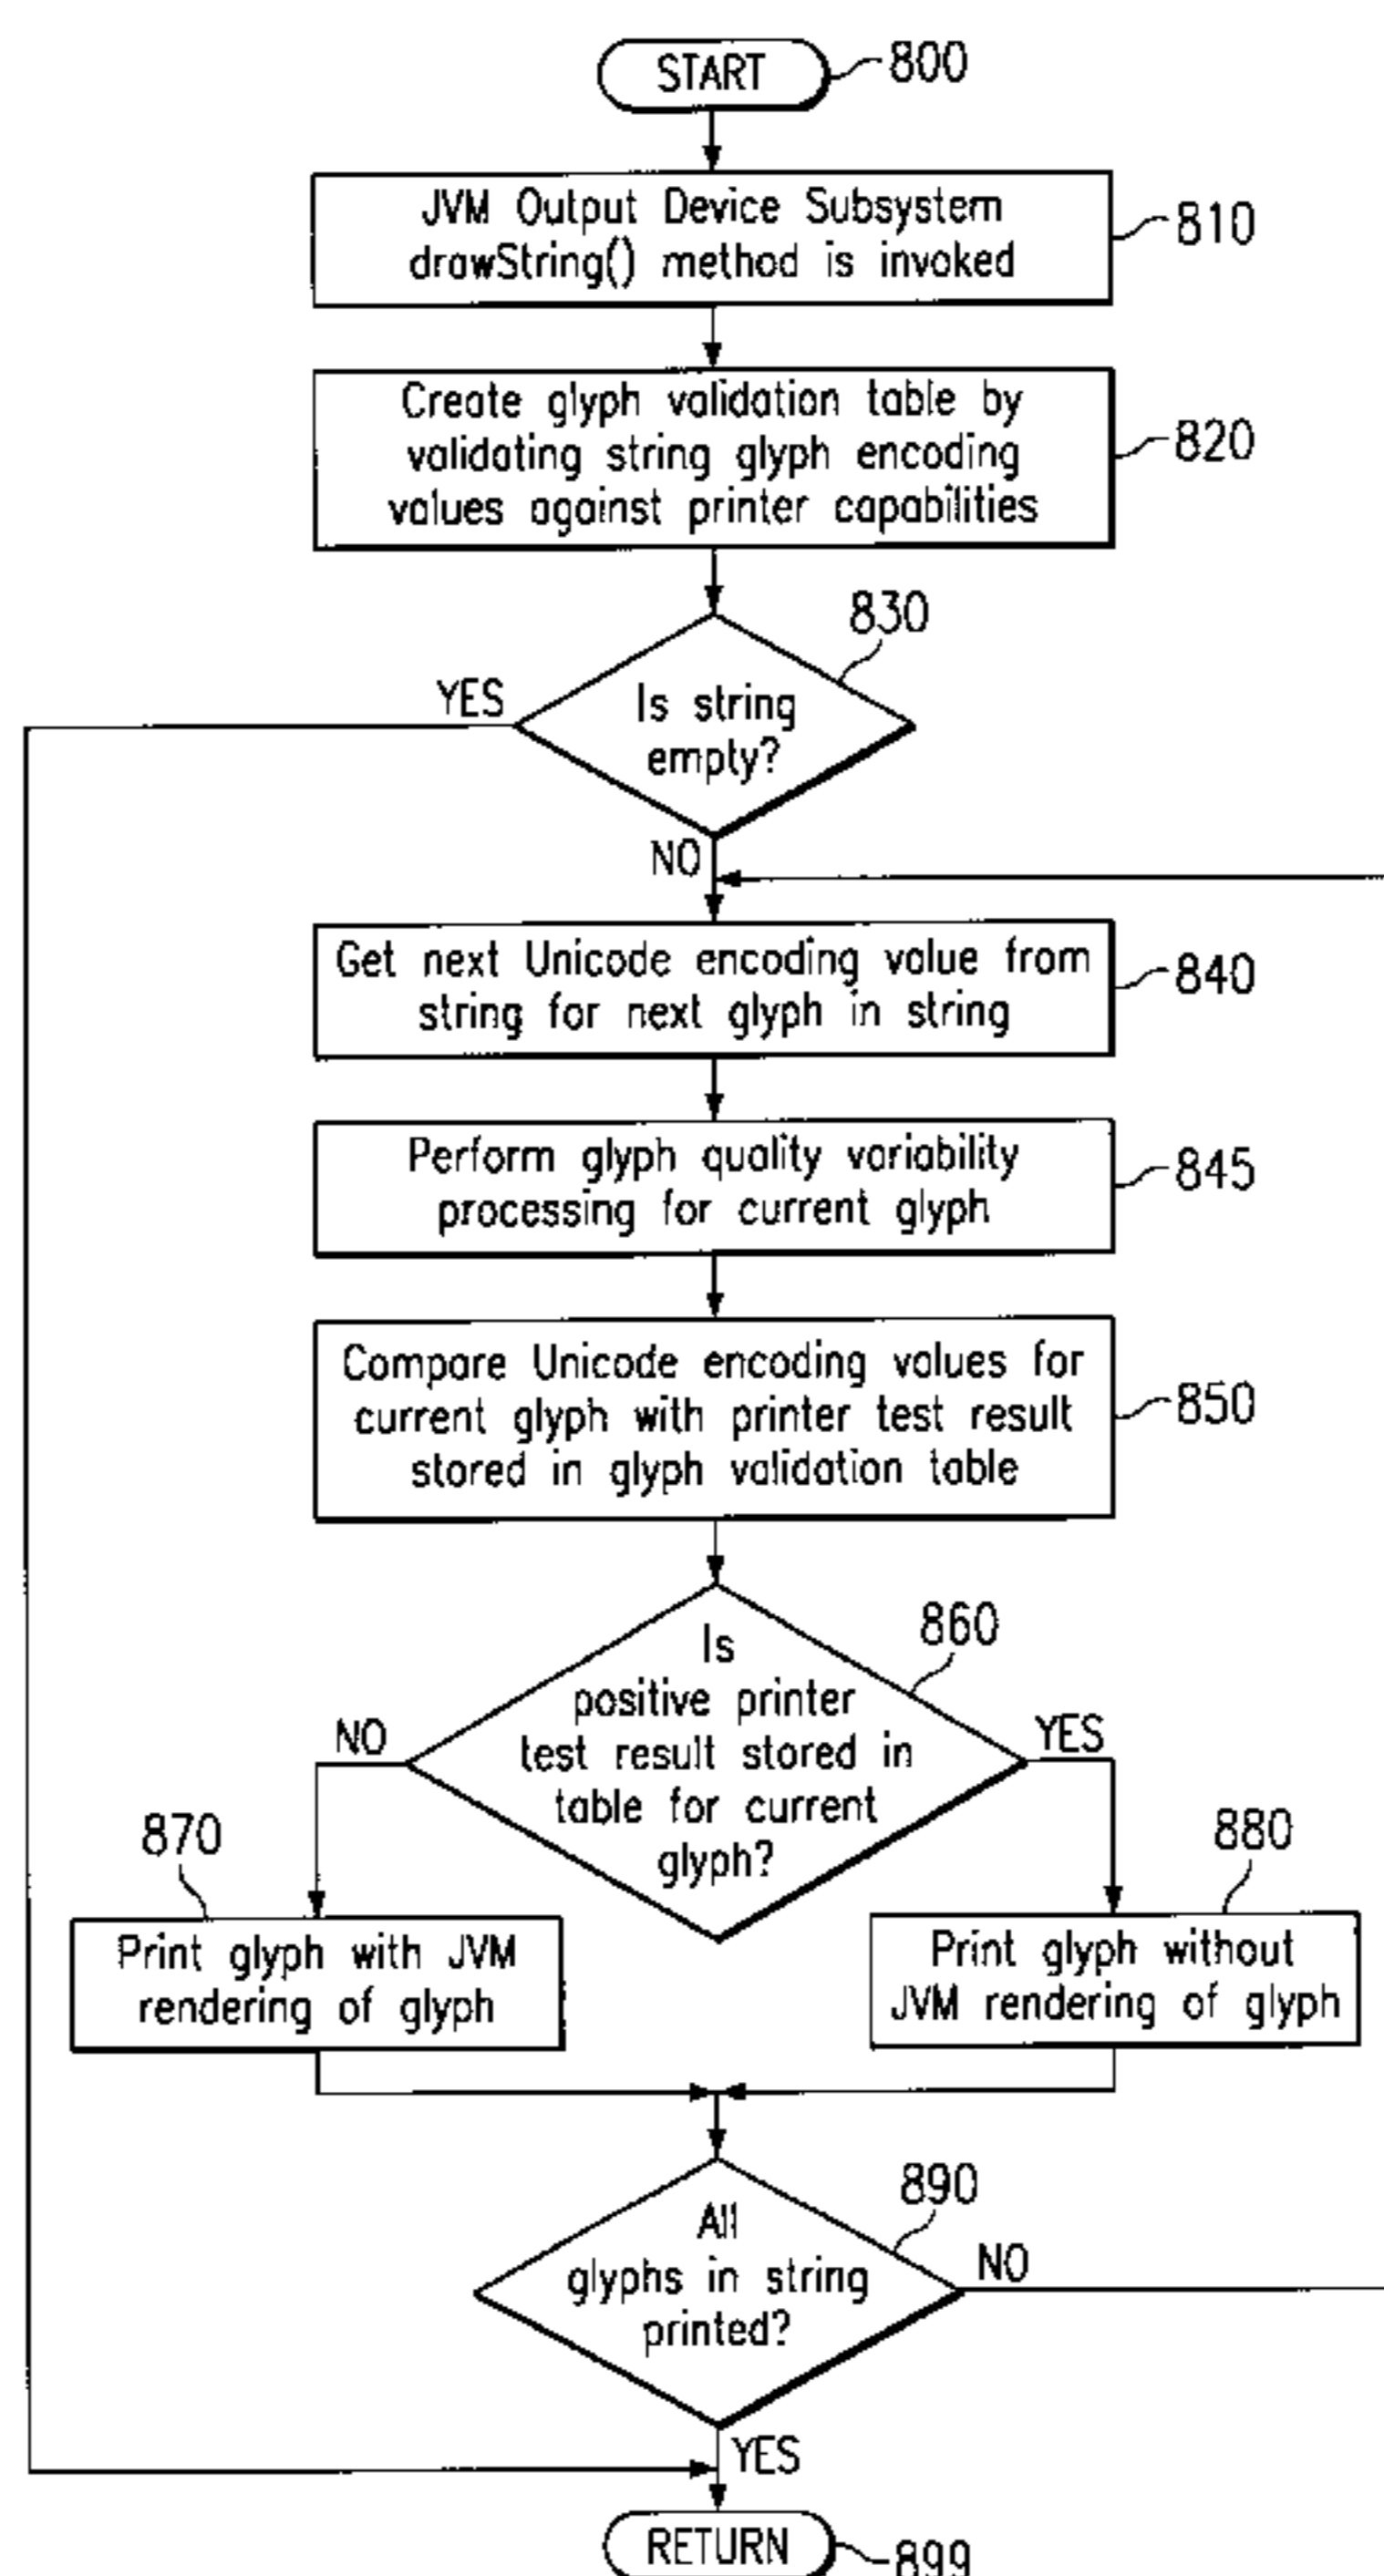 START
800
JVM Output Device Subsystem
drawString() method is invoked
810
Create glyph validation table by
validating string glyph encoding
values against printer capabilities
820
830
Is string
empty?
YES
NO
Get next Unicode encoding value from
string for next glyph in string
840
Perform glyph quality variability
processing for current glyph
845
Compare Unicode encoding values for
current glyph with printer test result
stored in glyph validation table
850
860
Is
positive printer
test result stored in
table for current
glyph?
NO
YES
870
Print glyph with JVM
rendering of glyph
880
Print glyph without
JVM rendering of glyph
890
All
glyphs in string
printed?
NO
YES
RETURN
899